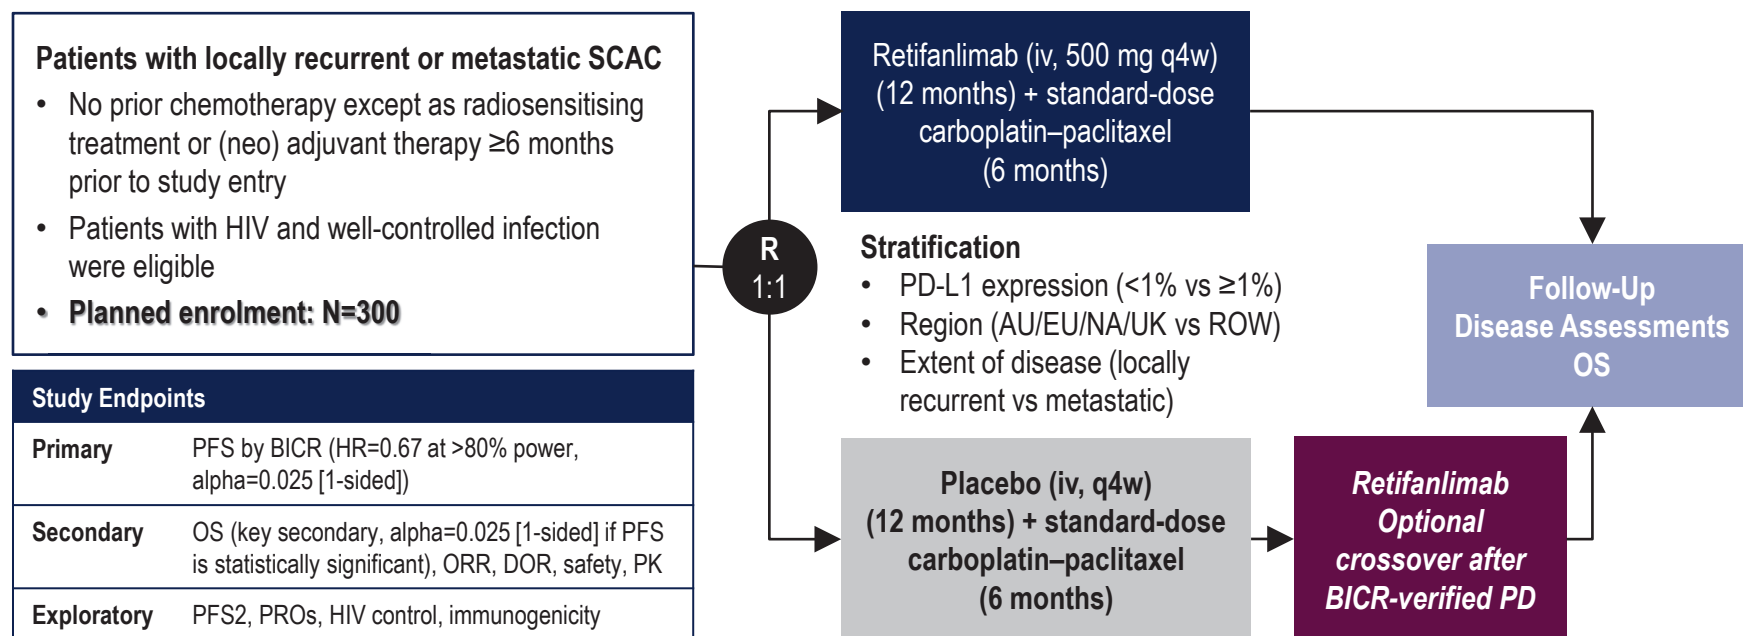 Patients with locally recurrent or metastatic SCAC
• No prior chemotherapy except as radiosensitising
treatment or (neo) adjuvant therapy ≥6 months
prior to study entry
• Patients with HIV and well-controlled infection
were eligible
• Planned enrolment: N=300
Study Endpoints
Primary PFS by BICR (HR=0.67 at >80% power,
alpha=0.025 [1-sided])
Secondary OS (key secondary, alpha=0.025 [1-sided] if PFS
is statistically significant), ORR, DOR, safety, PK
Exploratory PFS2, PROs, HIV control, immunogenicity
R
1:1
Retifanlimab (iv, 500 mg q4w)
(12 months) + standard-dose
carboplatin–paclitaxel
(6 months)
Stratification
• PD-L1 expression (<1% vs ≥1%)
• Region (AU/EU/NA/UK vs ROW)
• Extent of disease (locally
recurrent vs metastatic)
Placebo (iv, q4w)
(12 months) + standard-dose
carboplatin–paclitaxel
(6 months)
Retifanlimab
Optional
crossover after
BICR-verified PD
Follow-Up
Disease Assessments
OS